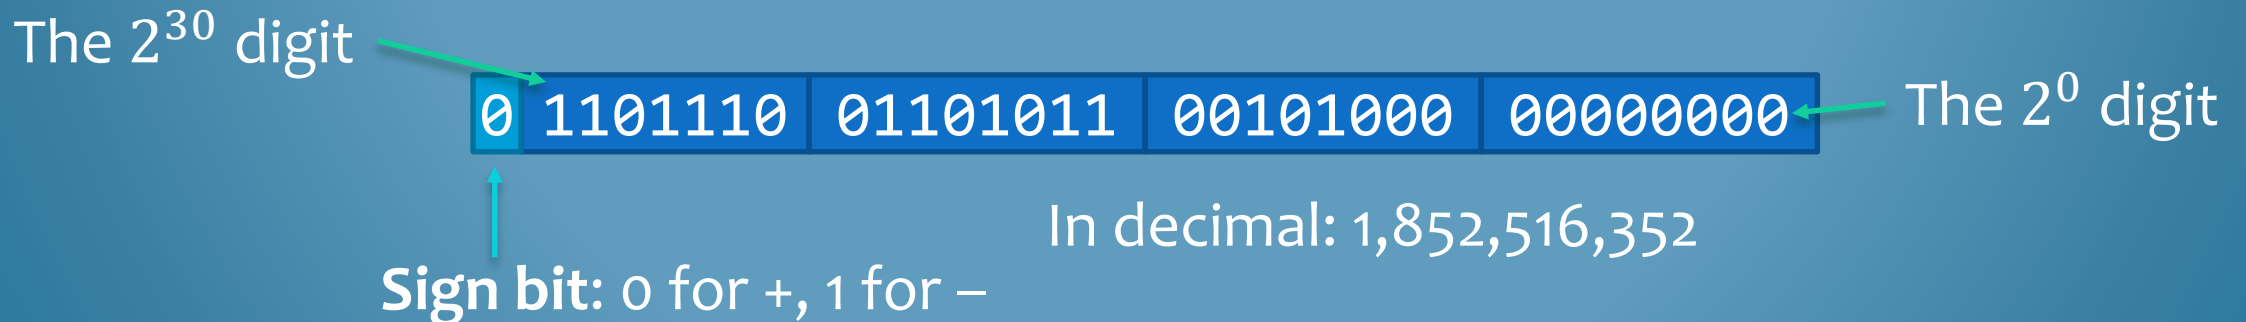 The 2³⁰ digit
0 1101110 01101011 00101000 00000000
The 2⁰ digit
In decimal: 1,852,516,352
Sign bit: 0 for +, 1 for –